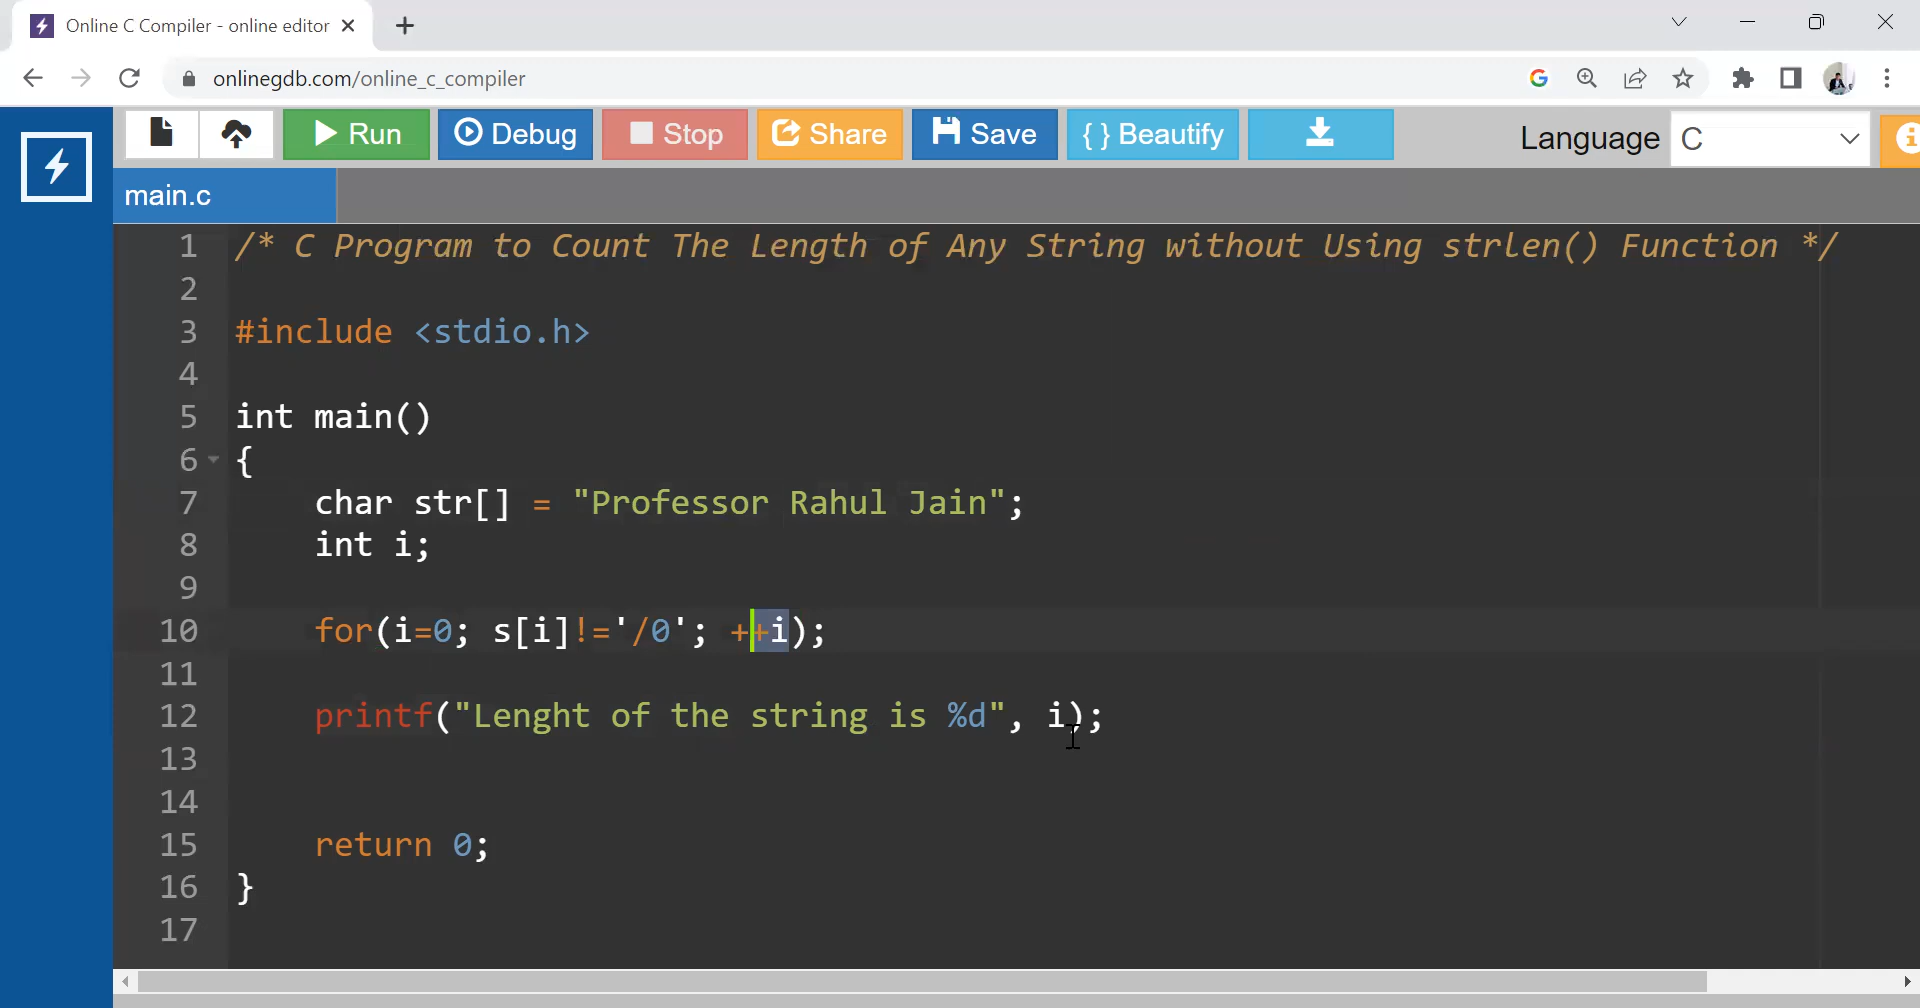 Online C Compiler - online editor
onlinegdb.com/online_c_compiler
Run Debug Stop Share Save { } Beautify Language C
main.c
1 /* C Program to Count The Length of Any String without Using strlen() Function */
2
3 #include <stdio.h>
4
5 int main()
6 {
7 char str[] = "Professor Rahul Jain";
8 int i;
9
10 for(i=0; s[i]!='/0'; ++i);
11
12 printf("Lenght of the string is %d", i);
13
14
15 return 0;
16 }
17